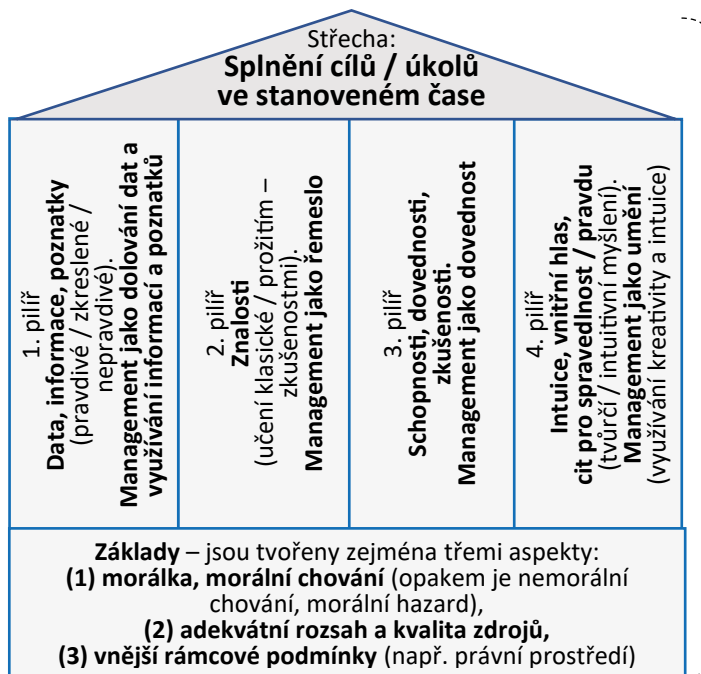 Střecha:
Splnění cílů / úkolů
ve stanoveném čase
1. pilíř
Data, informace, poznatky
(pravdivé / zkreslené /
nepravdivé).
Management jako dolování dat a
využívání informací a poznatků
2. pilíř
Znalosti
(učení klasické / prožitím –
zkušenostmi).
Management jako řemeslo
3. pilíř
Schopnosti, dovednosti,
zkušenosti.
Management jako dovednost
4. pilíř
Intuice, vnitřní hlas,
cit pro spravedlnost / pravdu
(tvůrčí / intuitivní myšlení).
Management jako umění
(využívání kreativity a intuice)
Základy – jsou tvořeny zejména třemi aspekty:
(1) morálka, morální chování (opakem je nemorální
chování, morální hazard),
(2) adekvátní rozsah a kvalita zdrojů,
(3) vnější rámcové podmínky (např. právní prostředí)